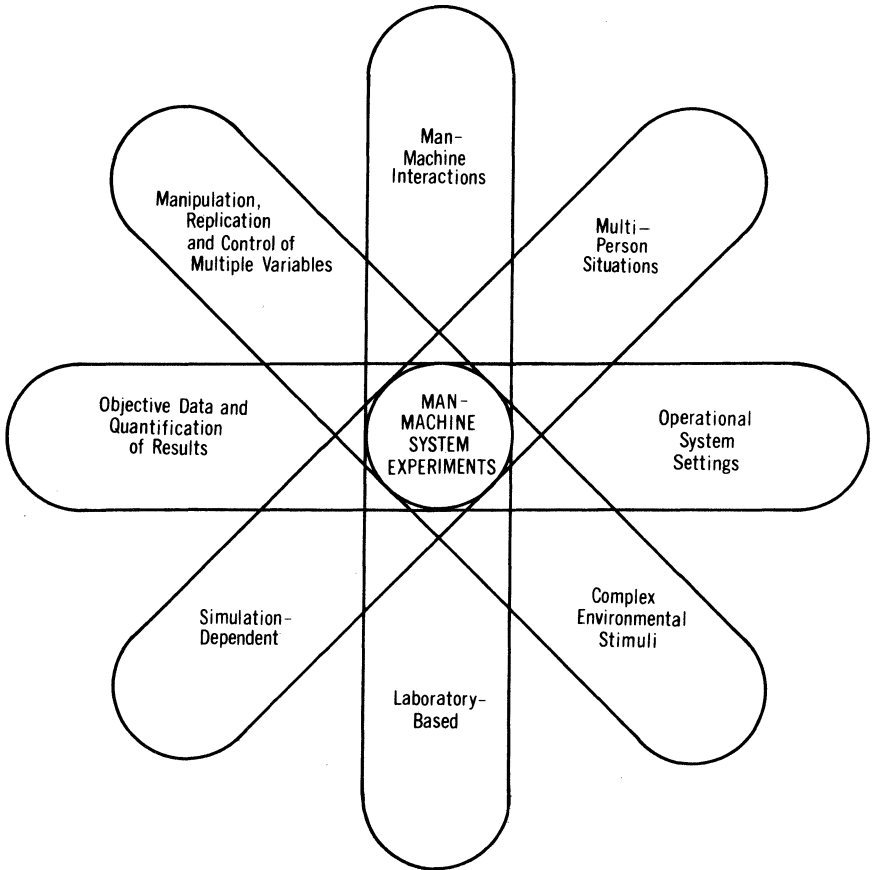 Man-
Machine
Interactions
Manipulation,
Replication
and Control of
Multiple Variables
Multi-
Person
Situations
Objective Data and
Quantification
of Results
MAN-
MACHINE
SYSTEM
EXPERIMENTS
Operational
System
Settings
Simulation-
Dependent
Complex
Environmental
Stimuli
Laboratory-
Based